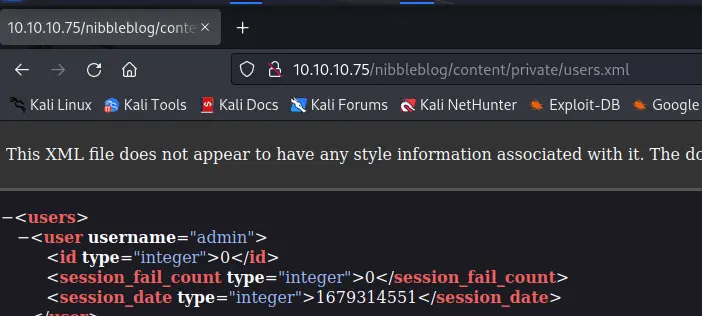 10.10.10.75/nibbleblog/conte
10.10.10.75/nibbleblog/content/private/users.xml
Kali Linux Kali Tools Kali Docs Kali Forums Kali NetHunter Exploit-DB Google
This XML file does not appear to have any style information associated with it. The do
−<users>
−<user username="admin">
<id type="integer">0</id>
<session_fail_count type="integer">0</session_fail_count>
<session_date type="integer">1679314551</session_date>
</user>